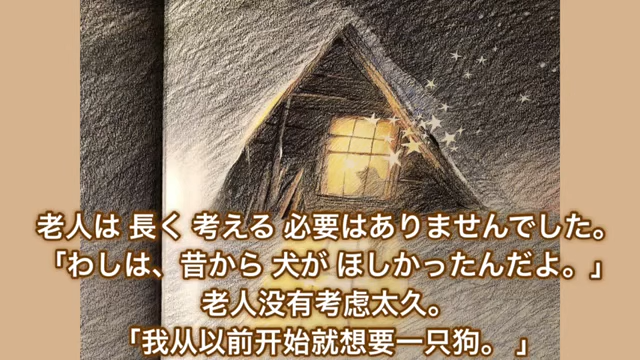 老人は 長く 考える 必要はありませんでした。
「わしは、昔から 犬が ほしかったんだよ。」
老人没有考虑太久。
「我从以前开始就想要一只狗。 」